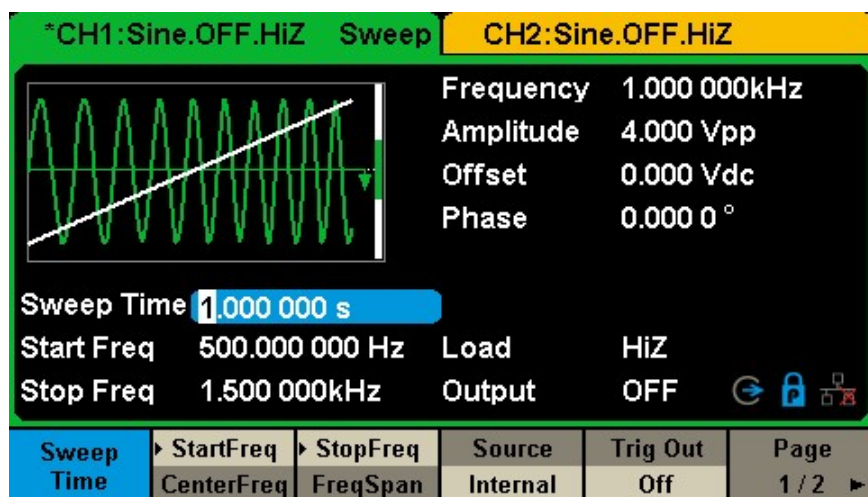 *CH1:Sine.OFF.HiZ Sweep CH2:Sine.OFF.HiZ
Frequency 1.000 000kHz
Amplitude 4.000 Vpp
Offset 0.000 Vdc
Phase 0.000 0 °
Sweep Time 1.000 000 s
Start Freq 500.000 000 Hz Load HiZ
Stop Freq 1.500 000kHz Output OFF P
Sweep Time StartFreq StopFreq Source Trig Out Page
CenterFreq FreqSpan Internal Off 1 / 2